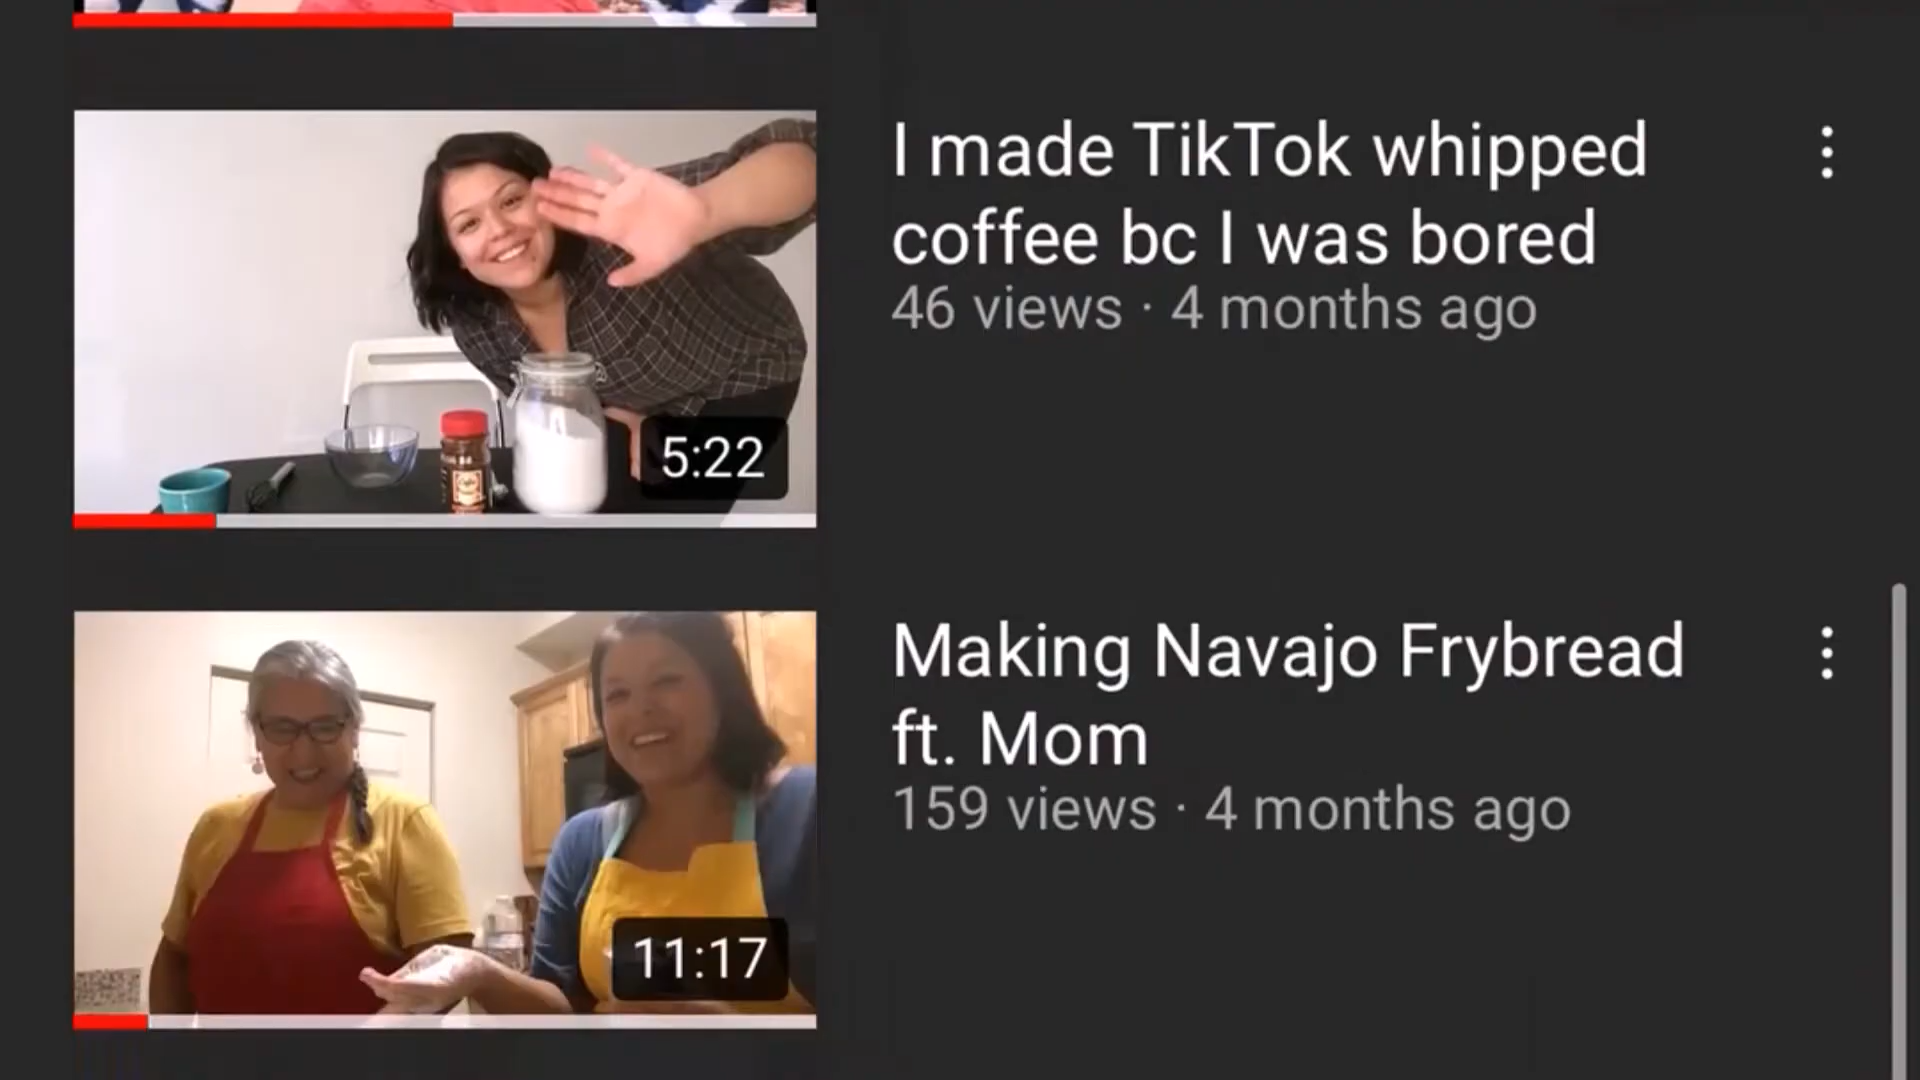 I made TikTok whipped
coffee bc I was bored
46 views · 4 months ago
5:22
Making Navajo Frybread
ft. Mom
159 views · 4 months ago
11:17